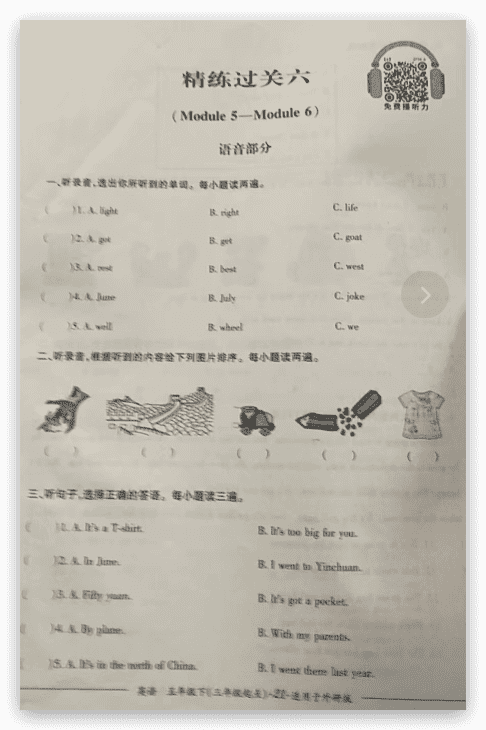 精练过关六
(Module 5—Module 6)
免费播听力
语音部分
一、听录音,选出你所听到的单词。每小题读两遍。
( )1. A. light B. right C. life
( )2. A. got B. get C. goat
( )3. A. rest B. best C. west
( )4. A. June B. July C. joke
( )5. A. well B. wheel C. we
二、听录音,根据听到的内容给下列图片排序。每小题读两遍。
( ) ( ) ( ) ( ) ( )
三、听句子,选择正确的答语。每小题读三遍。
( )1. A. It's a T-shirt. B. It's too big for you.
( )2. A. In June. B. I went to Yinchuan.
( )3. A. Fifty yuan. B. It's got a pocket.
( )4. A. By plane. B. With my parents.
( )5. A. It's in the north of China. B. I went there last year.
英语 五年级下(三年级起点)-22-适用于外研版